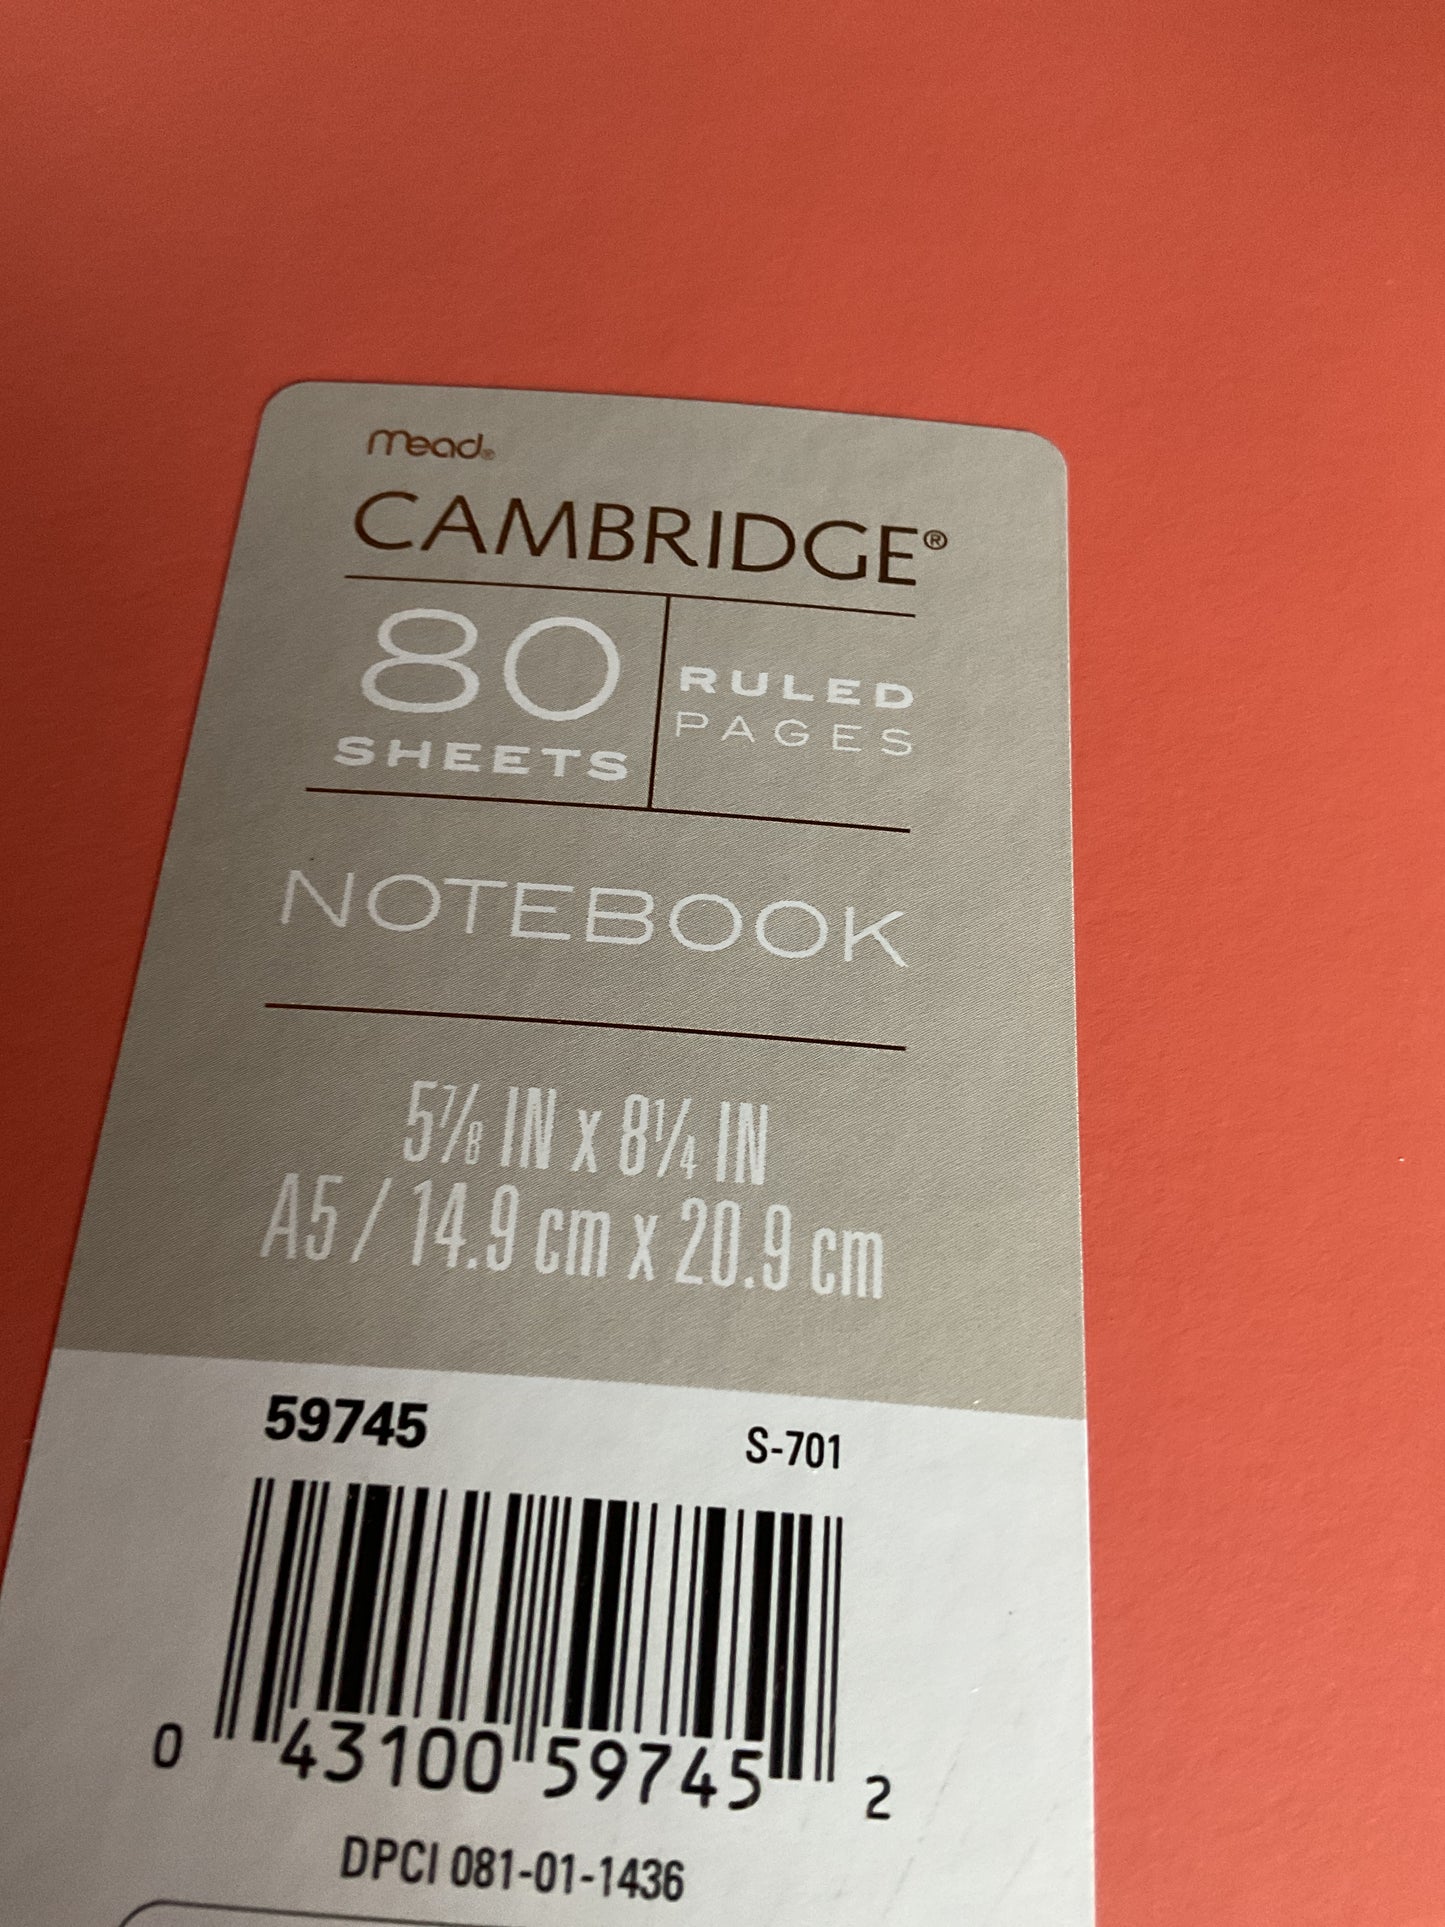 mead®
CAMBRIDGE®
80
SHEETS
RULED
PAGES
NOTEBOOK
5⅞ IN x 8¼ IN
A5 / 14.9 cm x 20.9 cm
59745 S-701
0 43100 59745 2
DPCI 081-01-1436